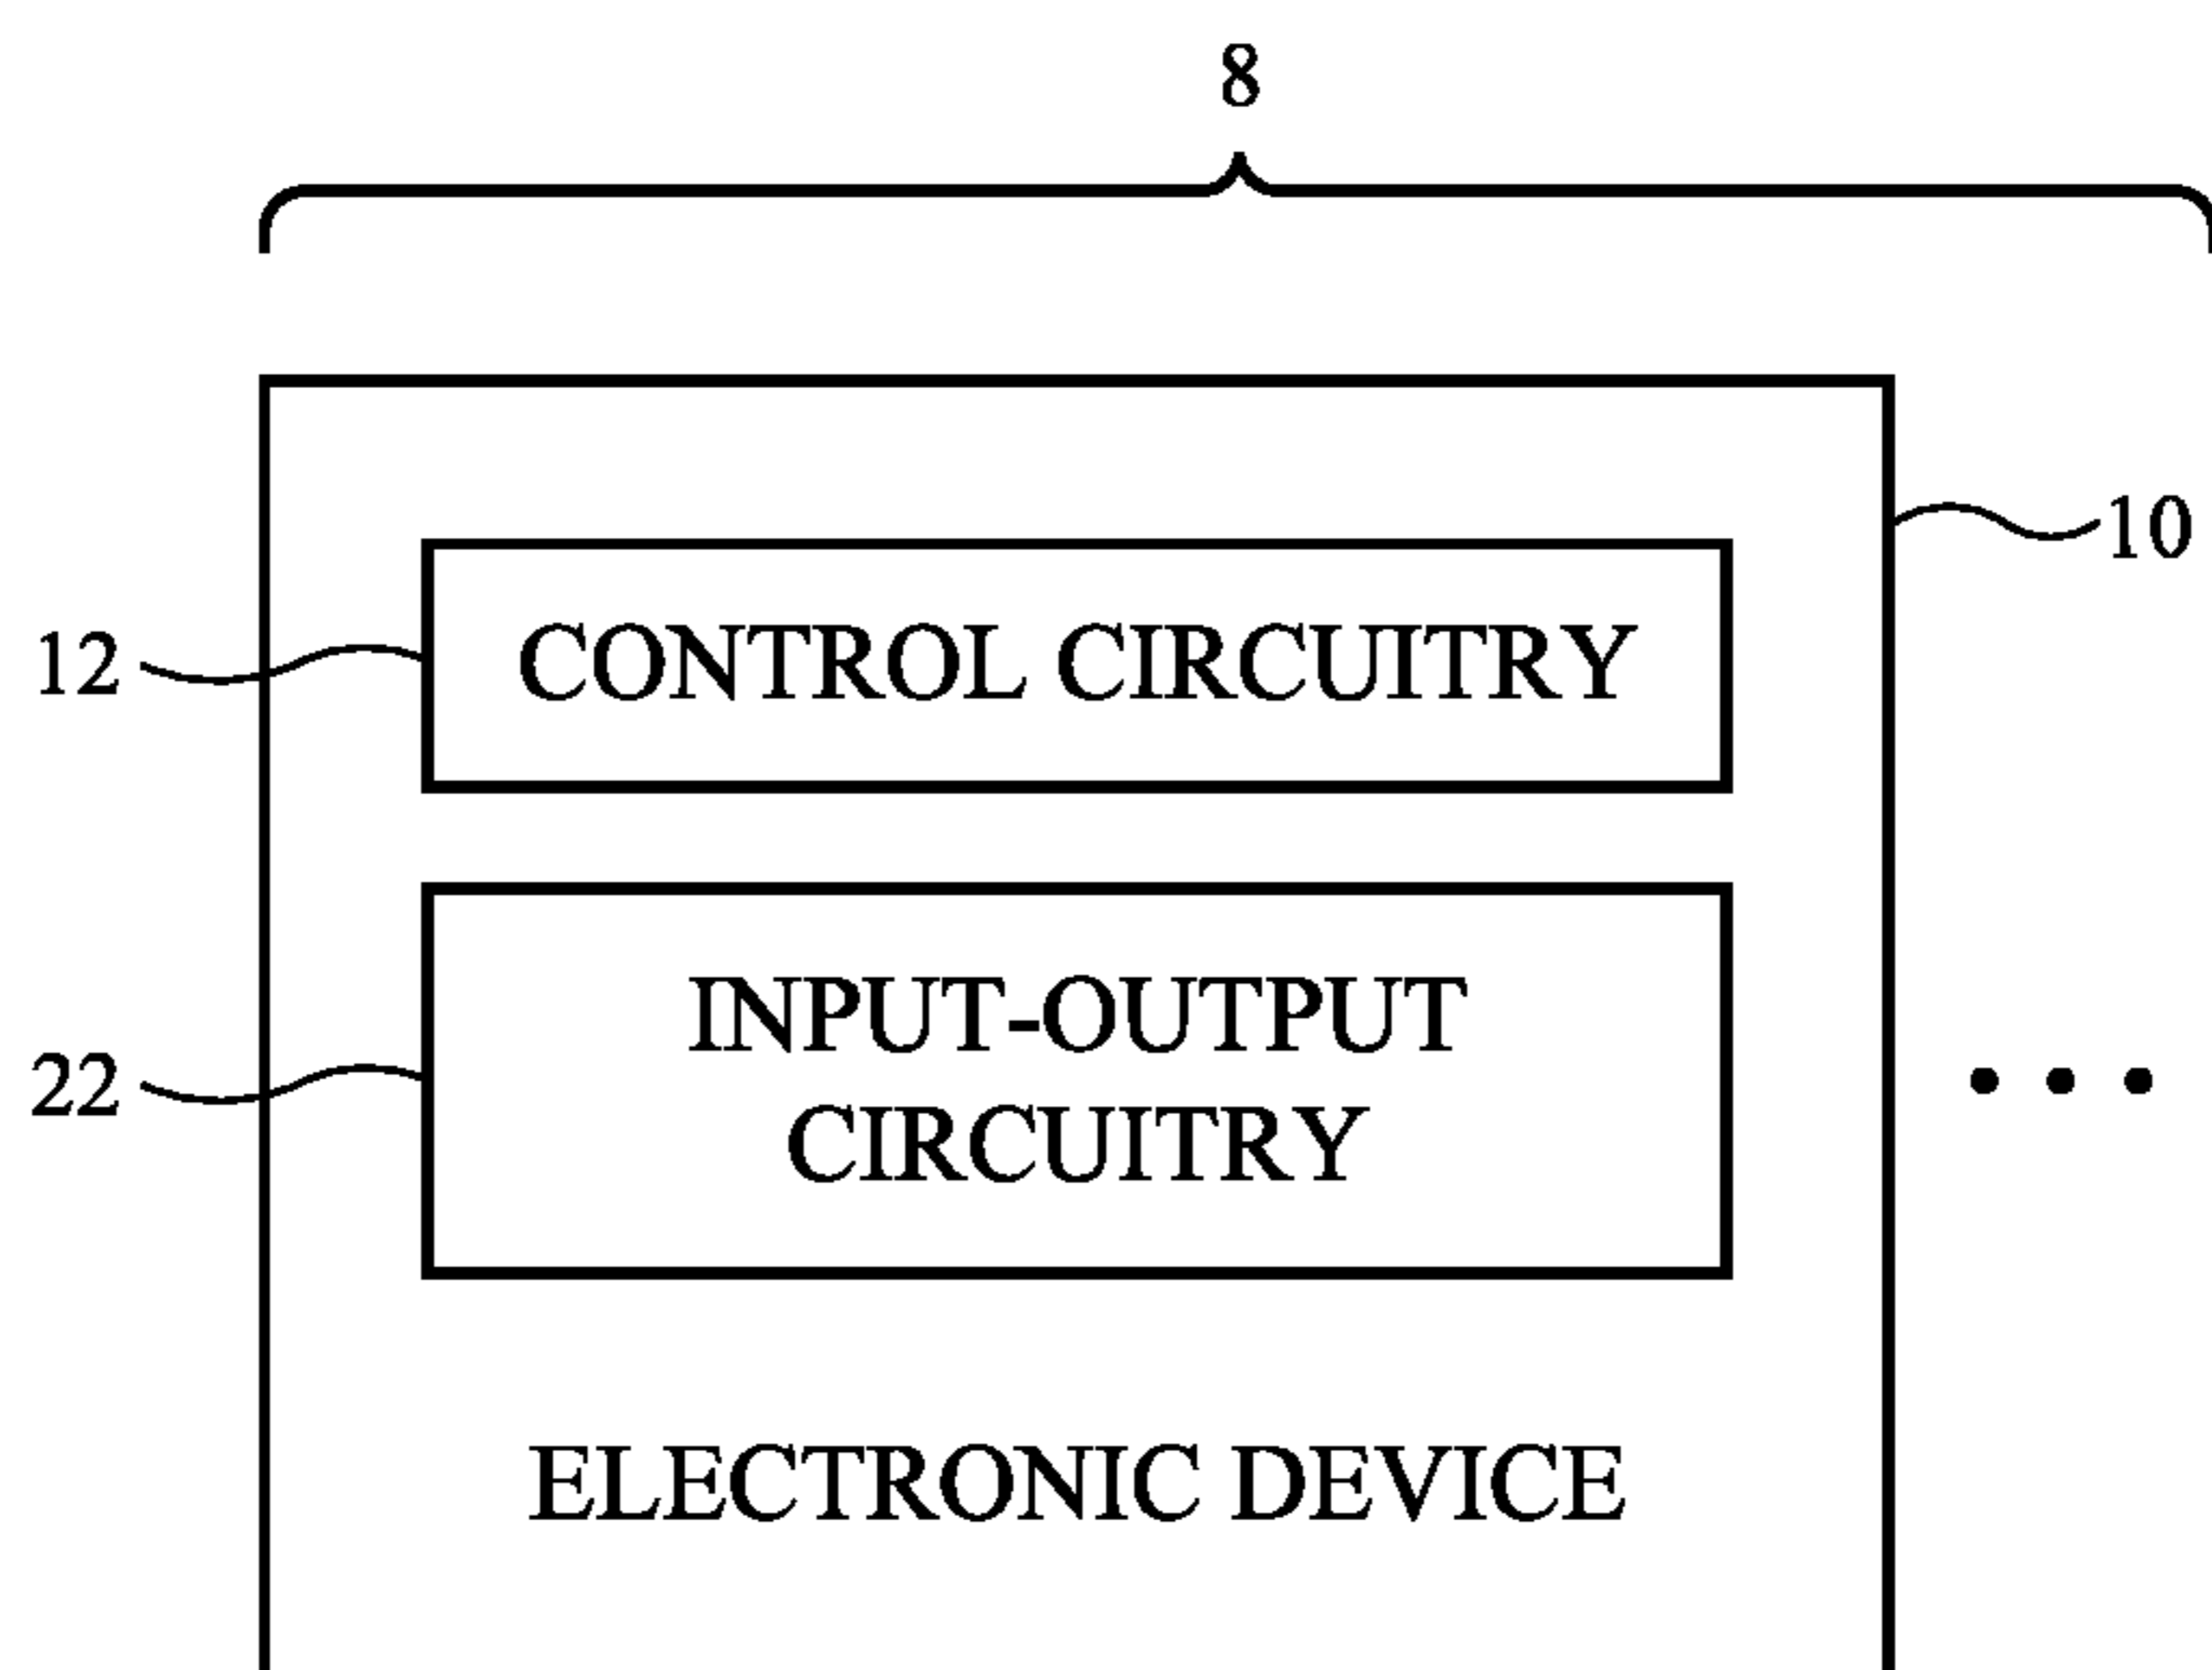 8
10
12
CONTROL CIRCUITRY
INPUT-OUTPUT
CIRCUITRY
22
ELECTRONIC DEVICE